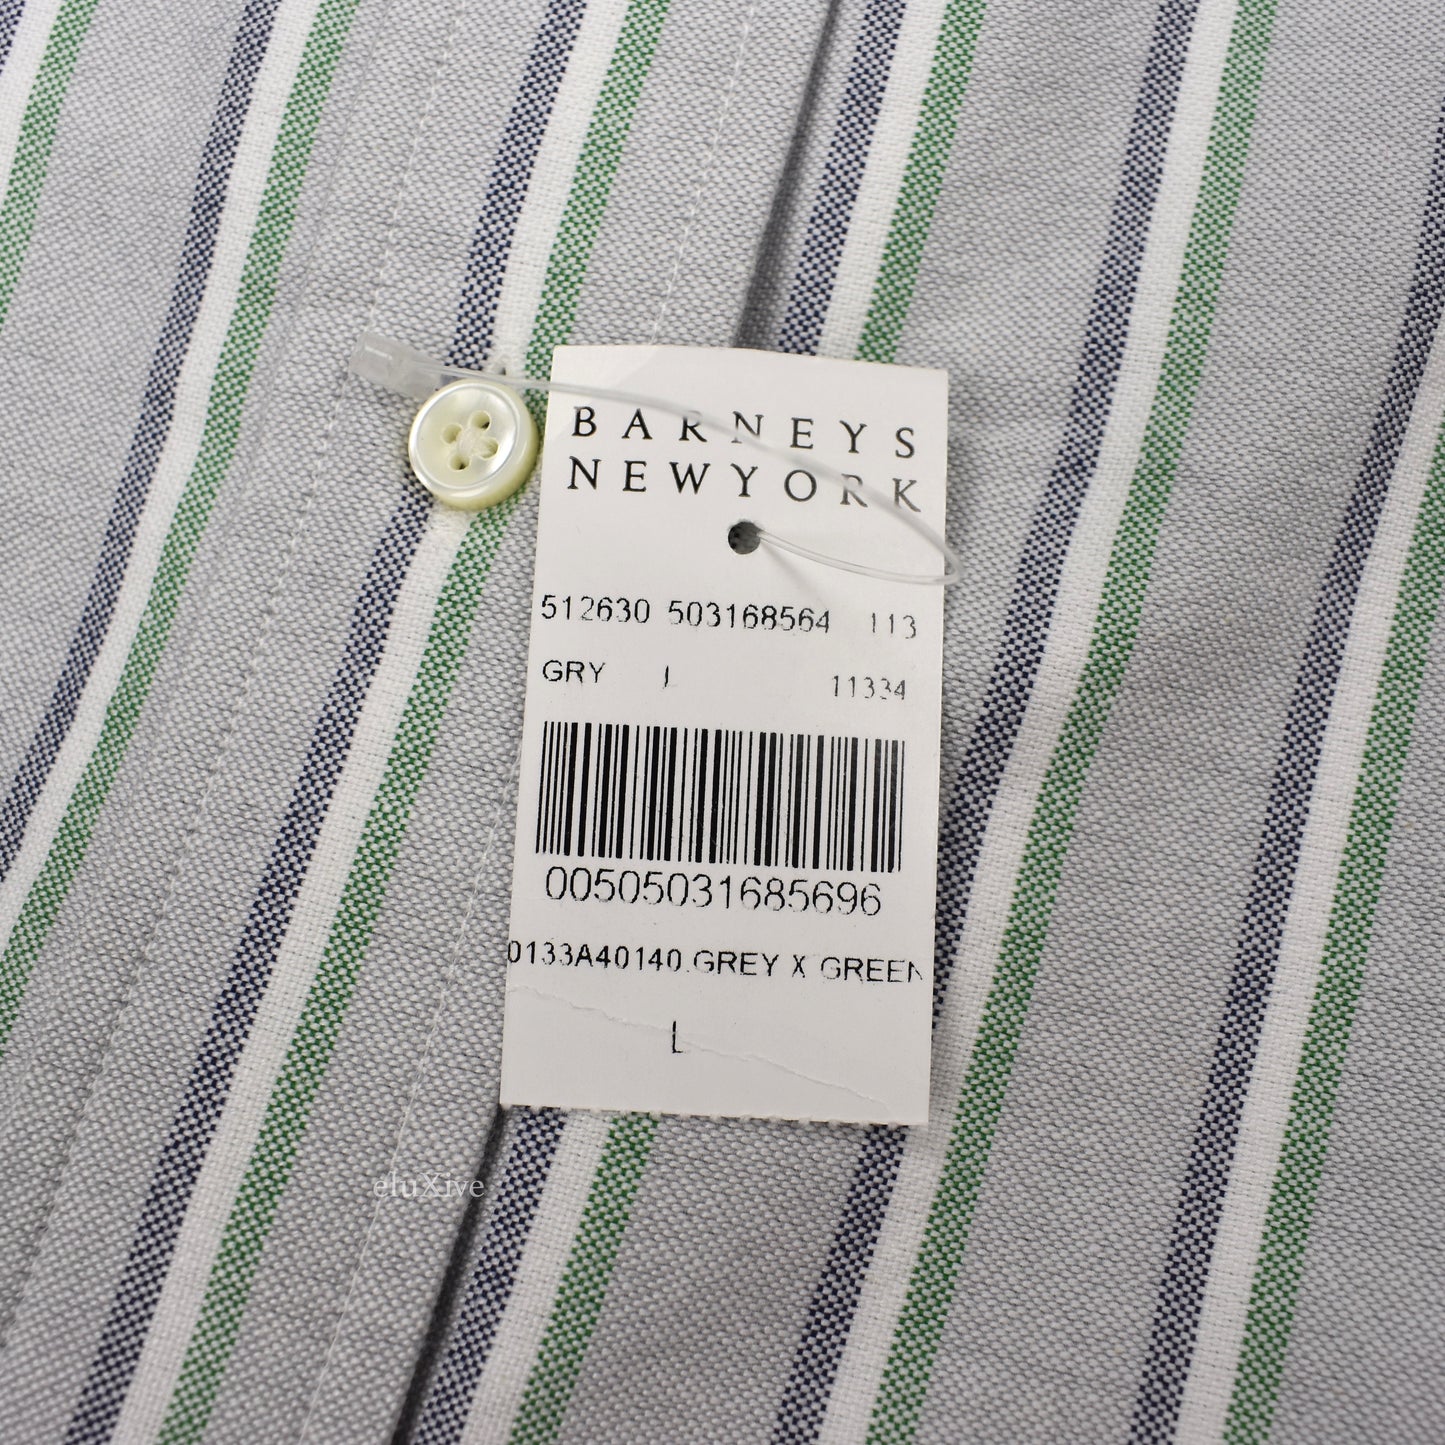 BARNEYS
NEWYORK
512630 503168564 113
GRY L 11334
00505031685696
0133A40140.GREY X GREEN
L
eluXive